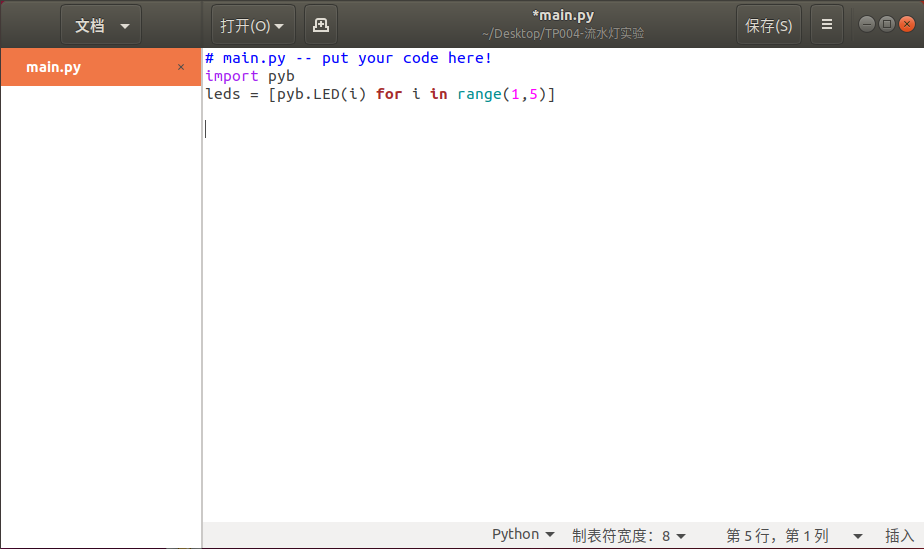 文档
打开(O)
*main.py
~/Desktop/TP004-流水灯实验
保存(S)
main.py
# main.py -- put your code here!
import pyb
leds = [pyb.LED(i) for i in range(1,5)]
Python
制表符宽度：8
第 5 行，第 1 列
插入